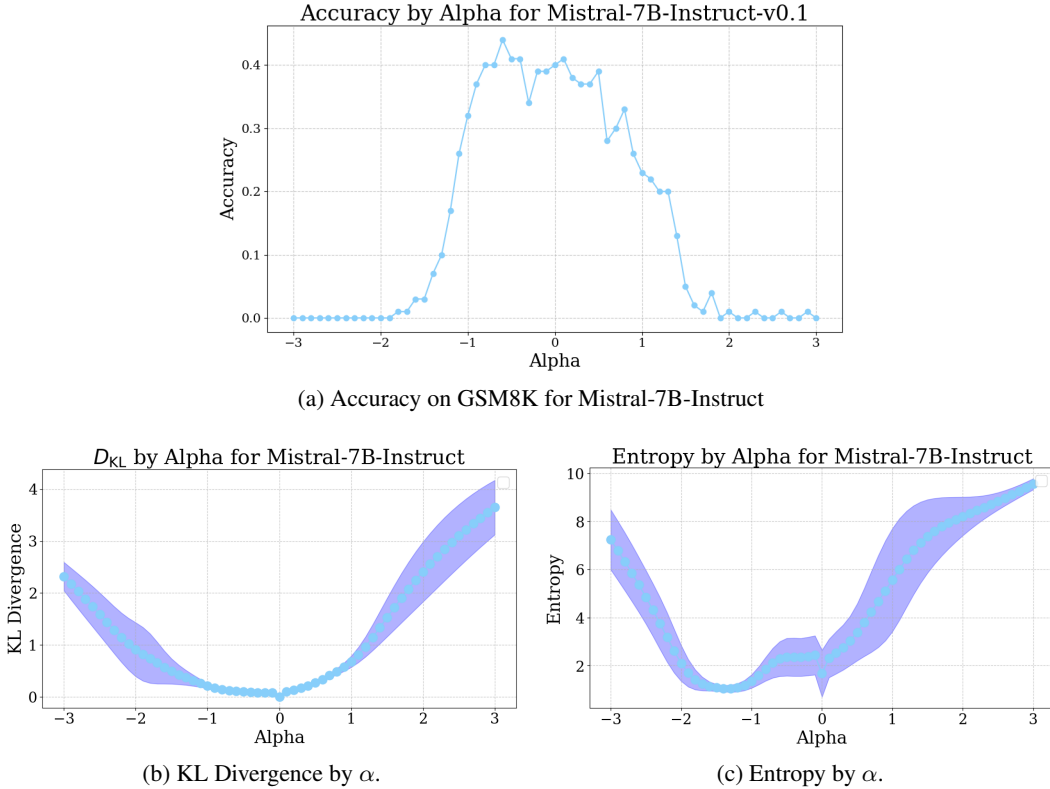 Accuracy by Alpha for Mistral-7B-Instruct-v0.1
Accuracy
0.4
0.3
0.2
0.1
0.0
−3 −2 −1 0 1 2 3
Alpha
(a) Accuracy on GSM8K for Mistral-7B-Instruct
D_KL by Alpha for Mistral-7B-Instruct
KL Divergence
4
3
2
1
0
−3 −2 −1 0 1 2 3
Alpha
(b) KL Divergence by α.
Entropy by Alpha for Mistral-7B-Instruct
Entropy
10
8
6
4
2
−3 −2 −1 0 1 2 3
Alpha
(c) Entropy by α.